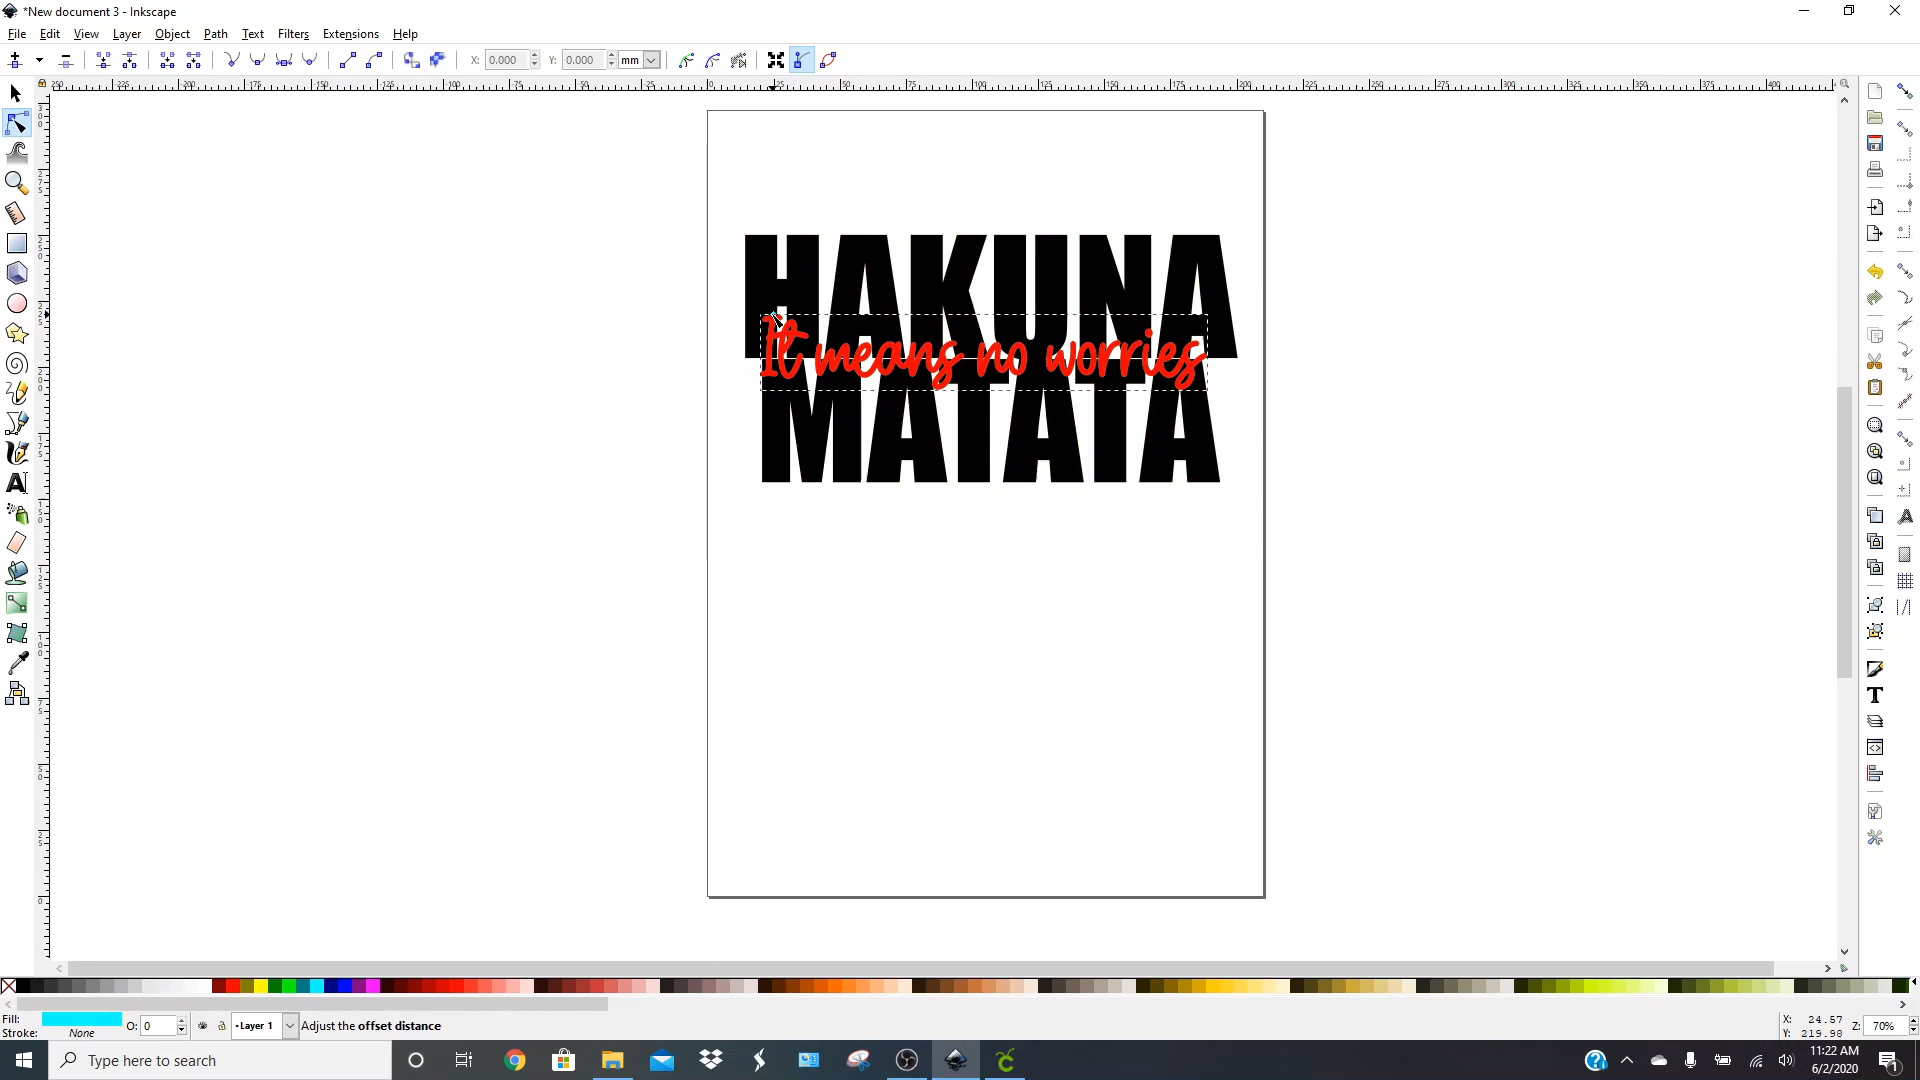 *New document 3 - Inkscape
File Edit View Layer Object Path Text Filters Extensions Help
X: 0.000 Y: 0.000 mm
HAKUNA
It means no worries
MATATA
Fill:
Stroke: None
O: 0
•Layer 1
Adjust the offset distance
X: 24.57
Y: 219.98
Z: 70%
Type here to search
11:22 AM
6/2/2020